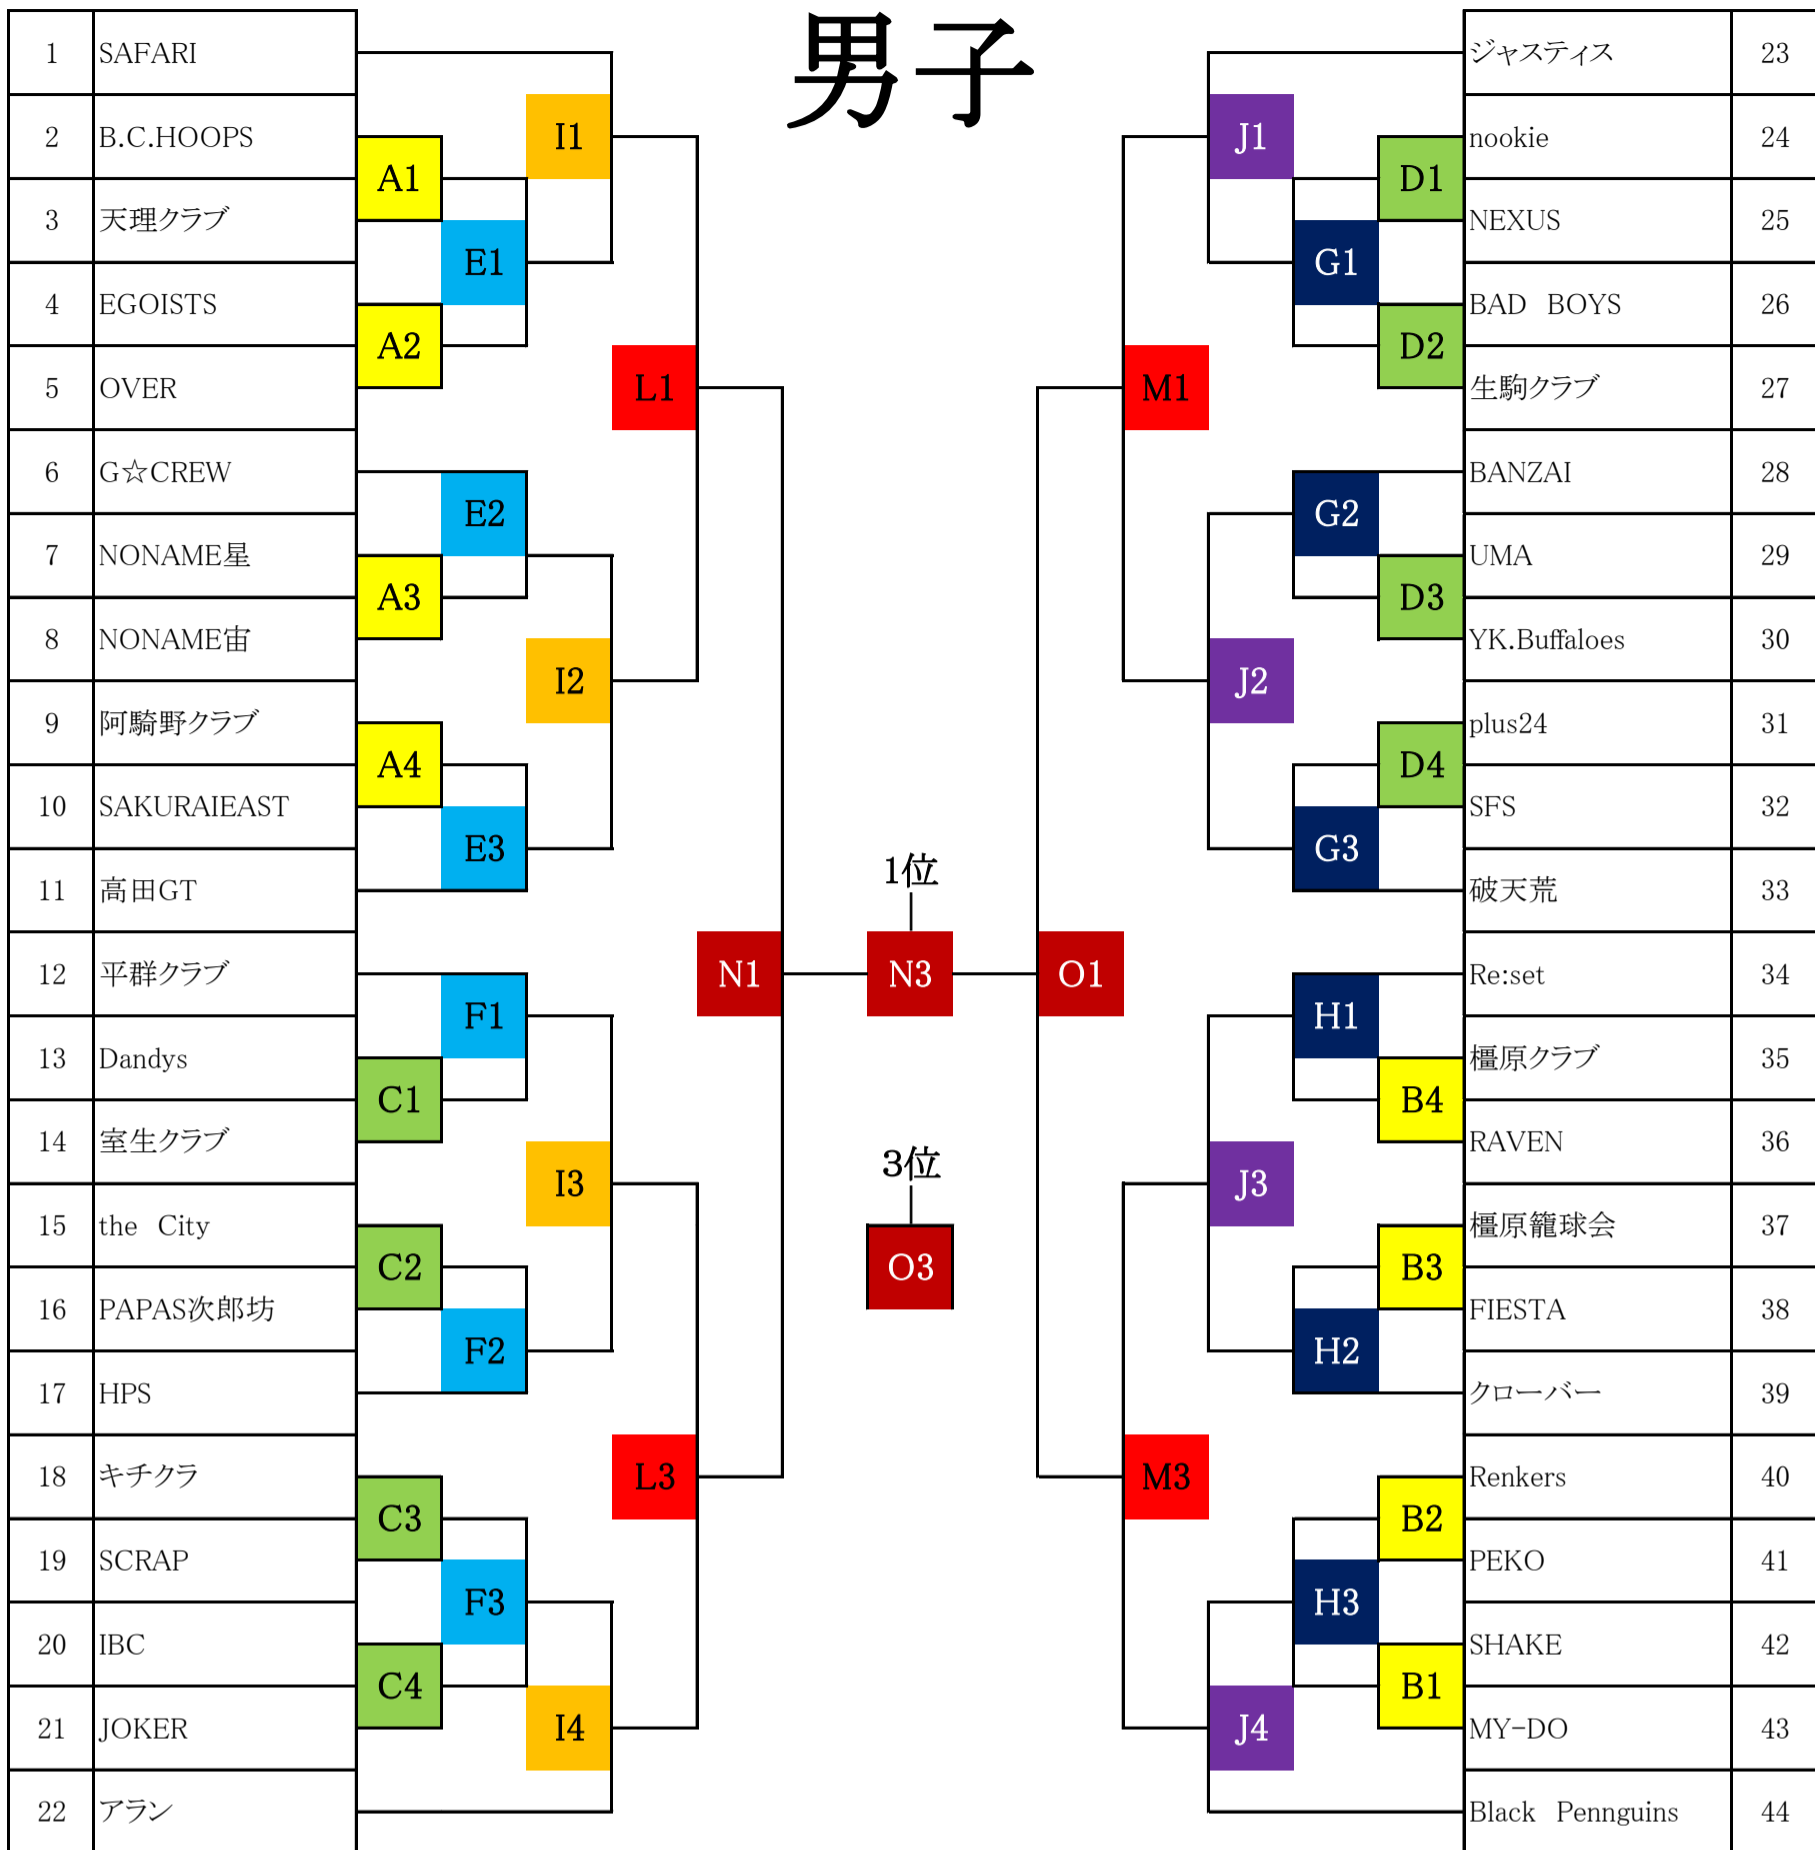 男子
1 SAFARI
2 B.C.HOOPS
3 天理クラブ
4 EGOISTS
5 OVER
6 G☆CREW
7 NONAME星
8 NONAME宙
9 阿騎野クラブ
10 SAKURAIEAST
11 高田GT
12 平群クラブ
13 Dandys
14 室生クラブ
15 the City
16 PAPAS次郎坊
17 HPS
18 キチクラ
19 SCRAP
20 IBC
21 JOKER
22 アラン
A1
A2
A3
A4
C1
C2
C3
C4
E1
E2
E3
F1
F2
F3
I1
I2
I3
I4
L1
L3
N1
1位
N3
3位
O3
O1
M1
M3
J1
J2
J3
J4
G1
G2
G3
H1
H2
H3
D1
D2
D3
D4
B4
B3
B2
B1
ジャスティス 23
nookie 24
NEXUS 25
BAD BOYS 26
生駒クラブ 27
BANZAI 28
UMA 29
YK.Buffaloes 30
plus24 31
SFS 32
破天荒 33
Re:set 34
橿原クラブ 35
RAVEN 36
橿原籠球会 37
FIESTA 38
クローバー 39
Renkers 40
PEKO 41
SHAKE 42
MY-DO 43
Black Pennguins 44